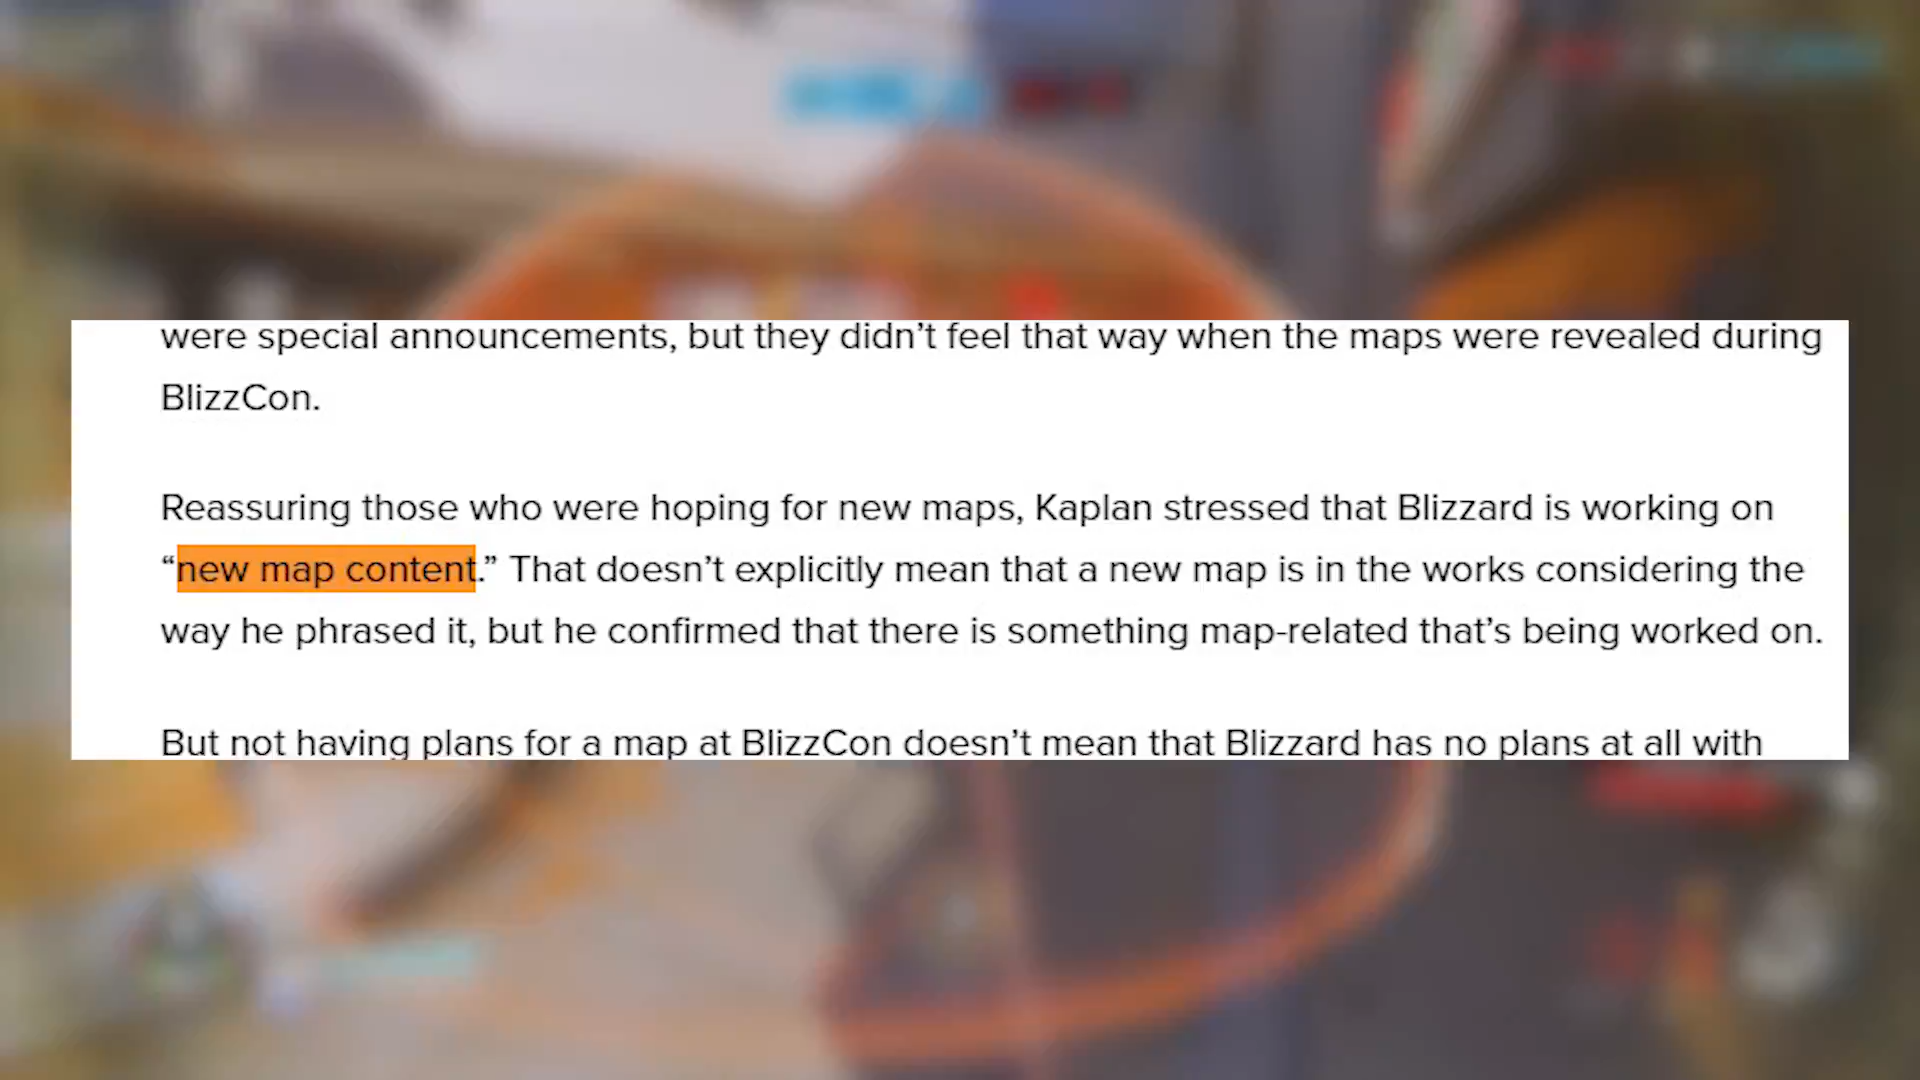 were special announcements, but they didn’t feel that way when the maps were revealed during
BlizzCon.
Reassuring those who were hoping for new maps, Kaplan stressed that Blizzard is working on
“new map content.” That doesn’t explicitly mean that a new map is in the works considering the
way he phrased it, but he confirmed that there is something map-related that’s being worked on.
But not having plans for a map at BlizzCon doesn’t mean that Blizzard has no plans at all with